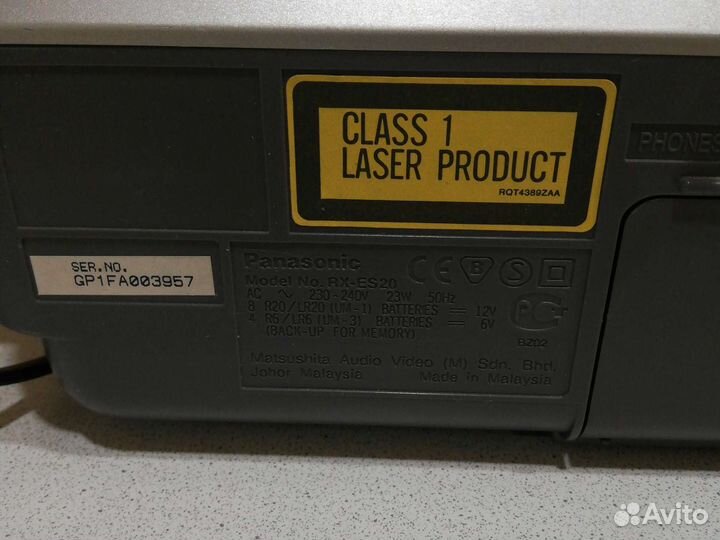 CLASS 1
LASER PRODUCT
RQT4389ZAA
PHONES
SER.NO.
GP1FA003957
Panasonic
Model No. RX-ES20
AC ∼ 230-240V 23W 50Hz
8 R20/LR20 (UM-1) BATTERIES ⎓ 12V
4 R6/LR6 (UM-3) BATTERIES ⎓ 6V
(BACK-UP FOR MEMORY)
CE B S
BZ02
Matsushita Audio Video (M) Sdn. Bhd.
Johor Malaysia Made in Malaysia
Avito